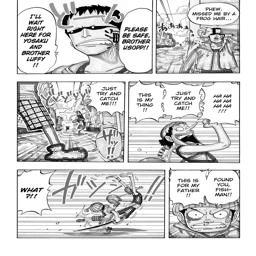 PHEW,
MISSED ME BY A
FROG HAIR...
PLEASE
BE SAFE,
BROTHER
USOPP!!
I'LL
WAIT
RIGHT
HERE FOR
YOSAKU
AND
BROTHER
LUFFY
!!
HA
HA HA
HA HA
HA
!!!
THIS IS
MY
THING
!!
JUST
TRY AND
CATCH
ME!!
JUST
TRY AND
CATCH
ME!!!
FOUND
YOU,
FISH-
MAN!!
THIS IS
FOR MY
FATHER
!!
WHAT
?!